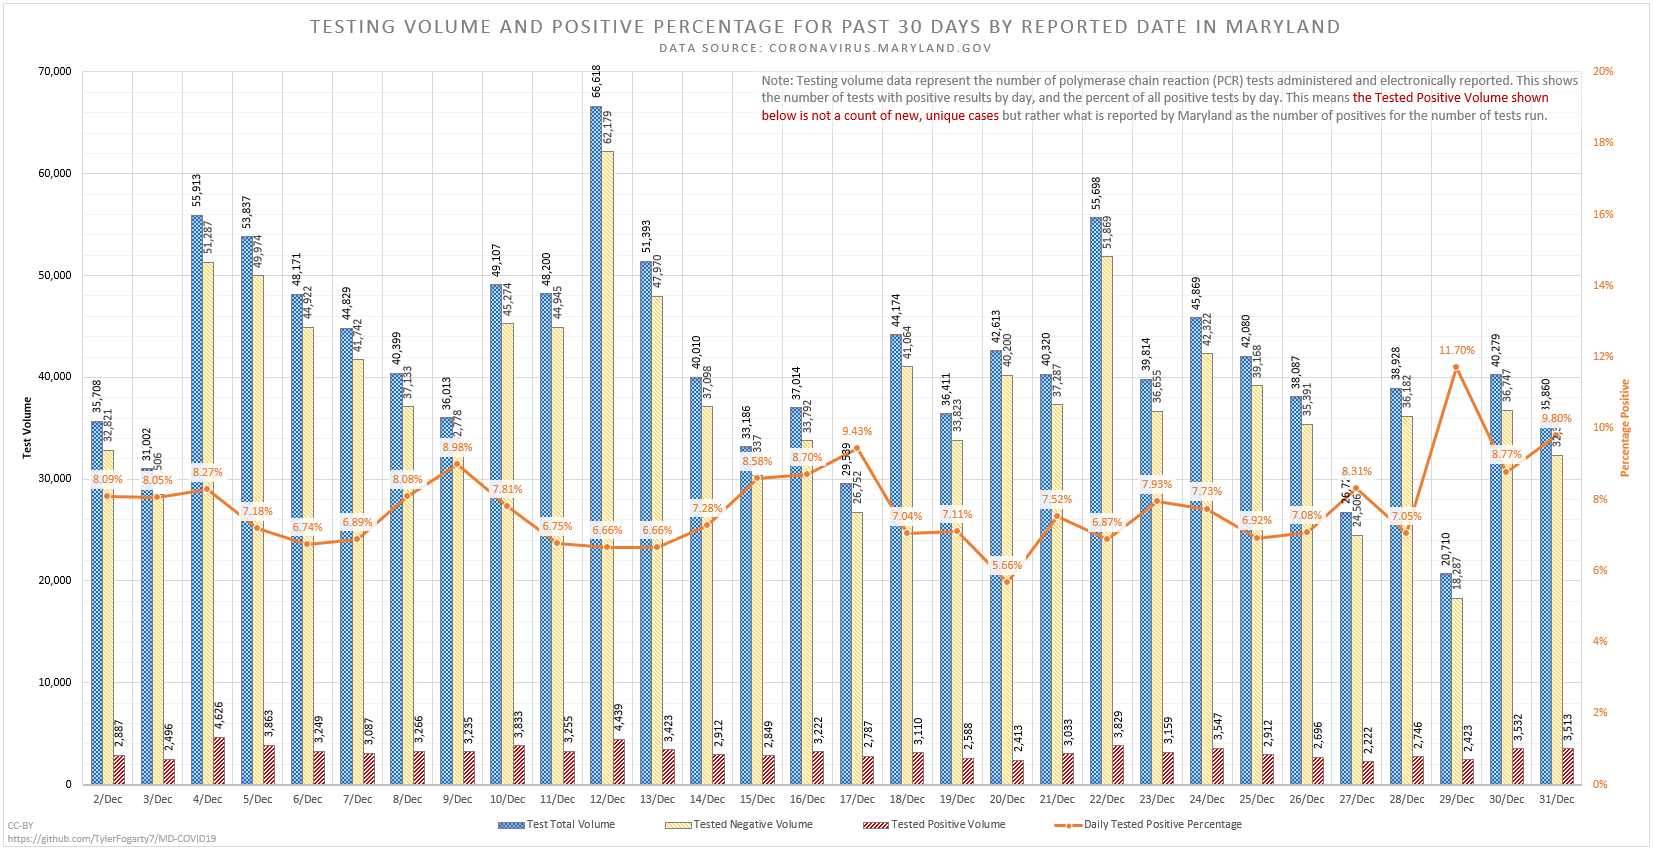 TESTING VOLUME AND POSITIVE PERCENTAGE FOR PAST 30 DAYS BY REPORTED DATE IN MARYLAND
DATA SOURCE: CORONAVIRUS.MARYLAND.GOV
Note: Testing volume data represent the number of polymerase chain reaction (PCR) tests administered and electronically reported. This shows
the number of tests with positive results by day, and the percent of all positive tests by day. This means the Tested Positive Volume shown
below is not a count of new, unique cases but rather what is reported by Maryland as the number of positives for the number of tests run.
Test Volume
70,000
60,000
50,000
40,000
30,000
20,000
10,000
0
Percentage Positive
20%
18%
16%
14%
12%
10%
8%
6%
4%
2%
0%
35,708 32,821 8.09% 2,887
31,002 8.05% 2,496
55,913 51,287 8.27% 4,626
53,837 49,974 7.18% 3,863
48,171 44,922 6.74% 3,249
44,829 41,742 6.89% 3,087
40,399 37,133 8.08% 3,266
36,013 8.98% 3,235
49,107 45,274 7.81% 3,833
48,200 44,945 6.75% 3,255
66,618 62,179 6.66% 4,439
51,393 47,970 6.66% 3,423
40,010 37,098 7.28% 2,912
33,186 8.58% 2,849
37,014 33,792 8.70% 3,222
29,539 26,752 9.43% 2,787
44,174 41,064 7.04% 3,110
36,411 33,823 7.11% 2,588
42,613 40,200 5.66% 2,413
40,320 37,287 7.52% 3,033
55,698 51,869 6.87% 3,829
39,814 36,655 7.93% 3,159
45,869 42,322 7.73% 3,547
42,080 39,168 6.92% 2,912
38,087 35,391 7.08% 2,696
24,506 8.31% 2,222
38,928 36,182 7.05% 2,746
20,710 18,287 11.70% 2,423
40,279 36,747 8.77% 3,532
35,860 9.80% 3,513
2/Dec 3/Dec 4/Dec 5/Dec 6/Dec 7/Dec 8/Dec 9/Dec 10/Dec 11/Dec 12/Dec 13/Dec 14/Dec 15/Dec 16/Dec 17/Dec 18/Dec 19/Dec 20/Dec 21/Dec 22/Dec 23/Dec 24/Dec 25/Dec 26/Dec 27/Dec 28/Dec 29/Dec 30/Dec 31/Dec
Test Total Volume Tested Negative Volume Tested Positive Volume Daily Tested Positive Percentage
CC-BY
https://github.com/TylerFogarty7/MD-COVID19